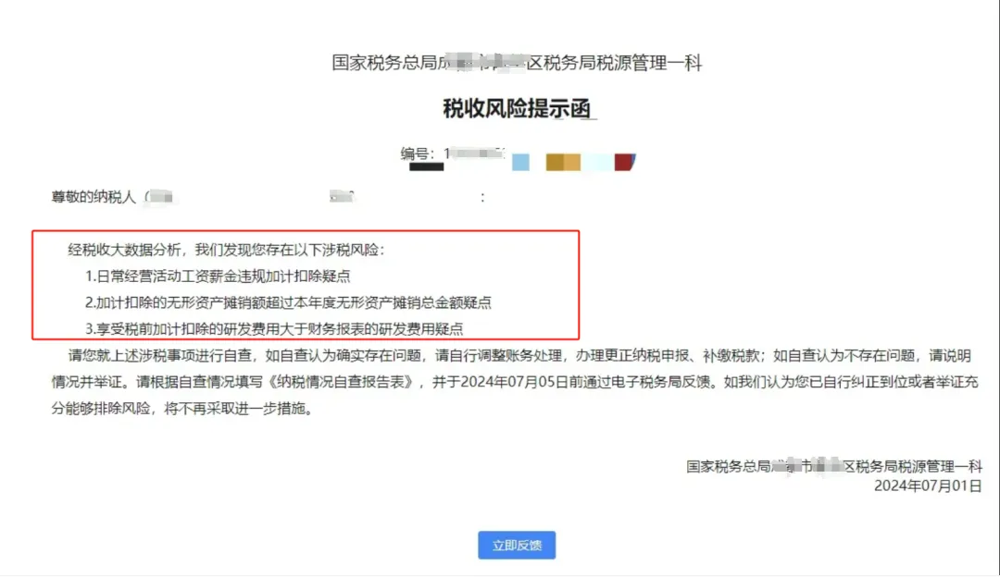 国家税务总局 区税务局税源管理一科
税收风险提示函
编号：1
尊敬的纳税人（ ：
经税收大数据分析，我们发现您存在以下涉税风险：
1.日常经营活动工资薪金违规加计扣除疑点
2.加计扣除的无形资产摊销额超过本年度无形资产摊销总金额疑点
3.享受税前加计扣除的研发费用大于财务报表的研发费用疑点
请您就上述涉税事项进行自查，如自查认为确实存在问题，请自行调整账务处理，办理更正纳税申报、补缴税款；如自查认为不存在问题，请说明
情况并举证。请根据自查情况填写《纳税情况自查报告表》，并于2024年07月05日前通过电子税务局反馈。如我们认为您已自行纠正到位或者举证充
分能够排除风险，将不再采取进一步措施。
国家税务总局 市 区税务局税源管理一科
2024年07月01日
立即反馈